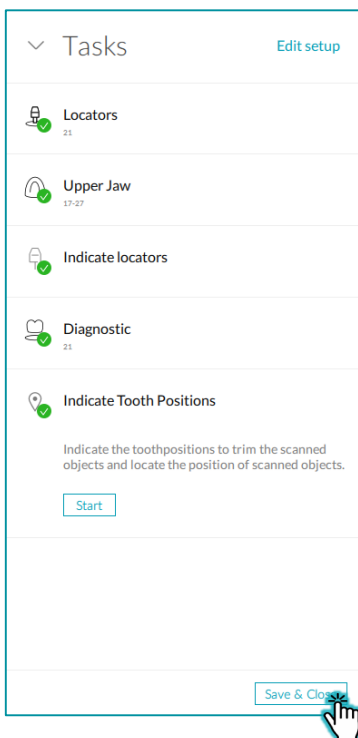 Tasks
Edit setup
Locators
21
Upper Jaw
17-27
Indicate locators
Diagnostic
21
Indicate Tooth Positions
Indicate the toothpositions to trim the scanned
objects and locate the position of scanned objects.
Start
Save & Close